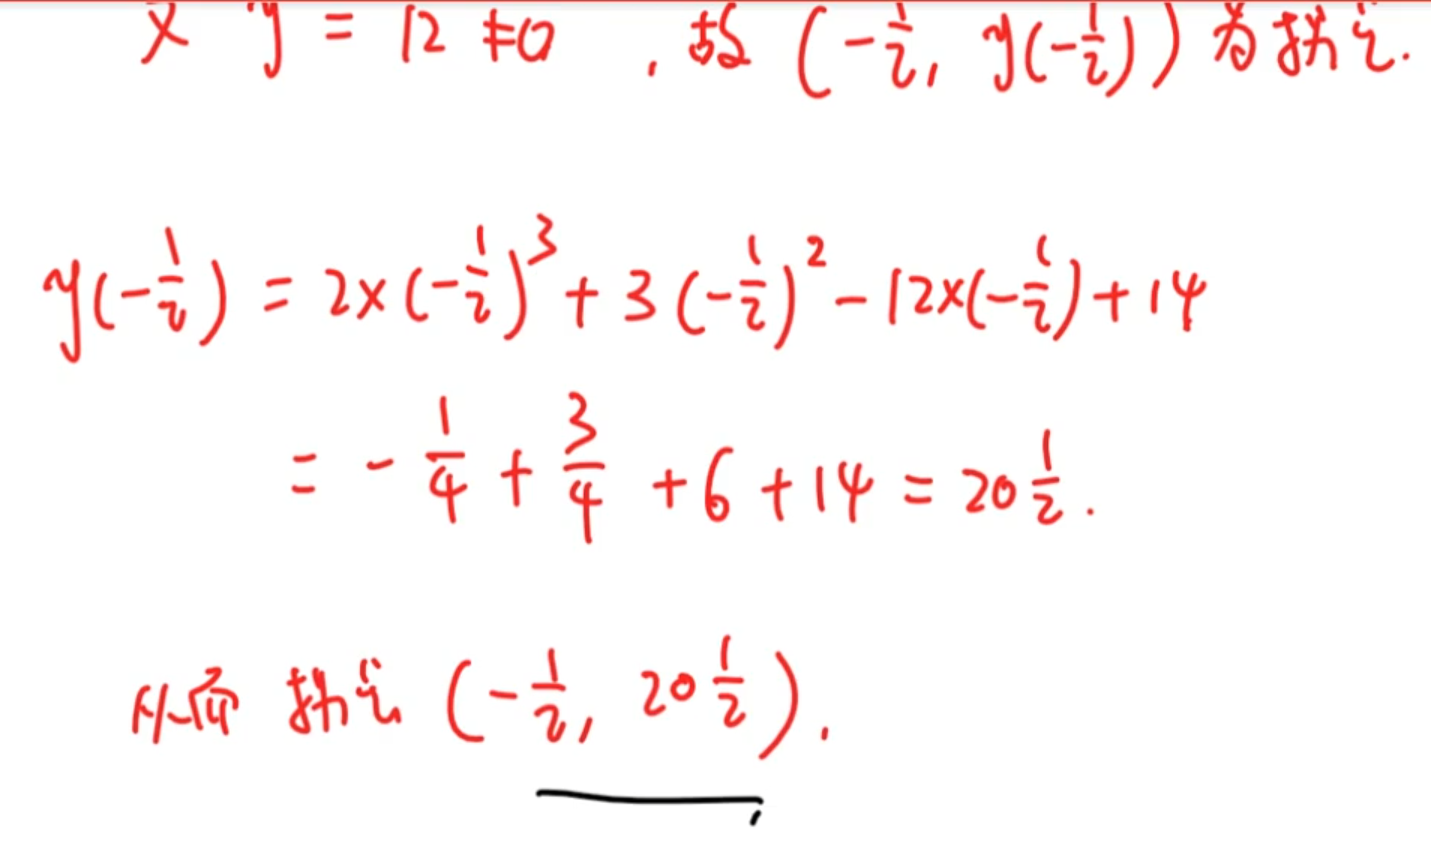 又 y''' = 12 ≠ 0 , 故 (-1/2, y(-1/2)) 为拐点.
y(-1/2) = 2×(-1/2)^3 + 3(-1/2)^2 - 12×(-1/2) + 14
= - 1/4 + 3/4 + 6 + 14 = 20 1/2 .
从而 拐点 (-1/2, 20 1/2).